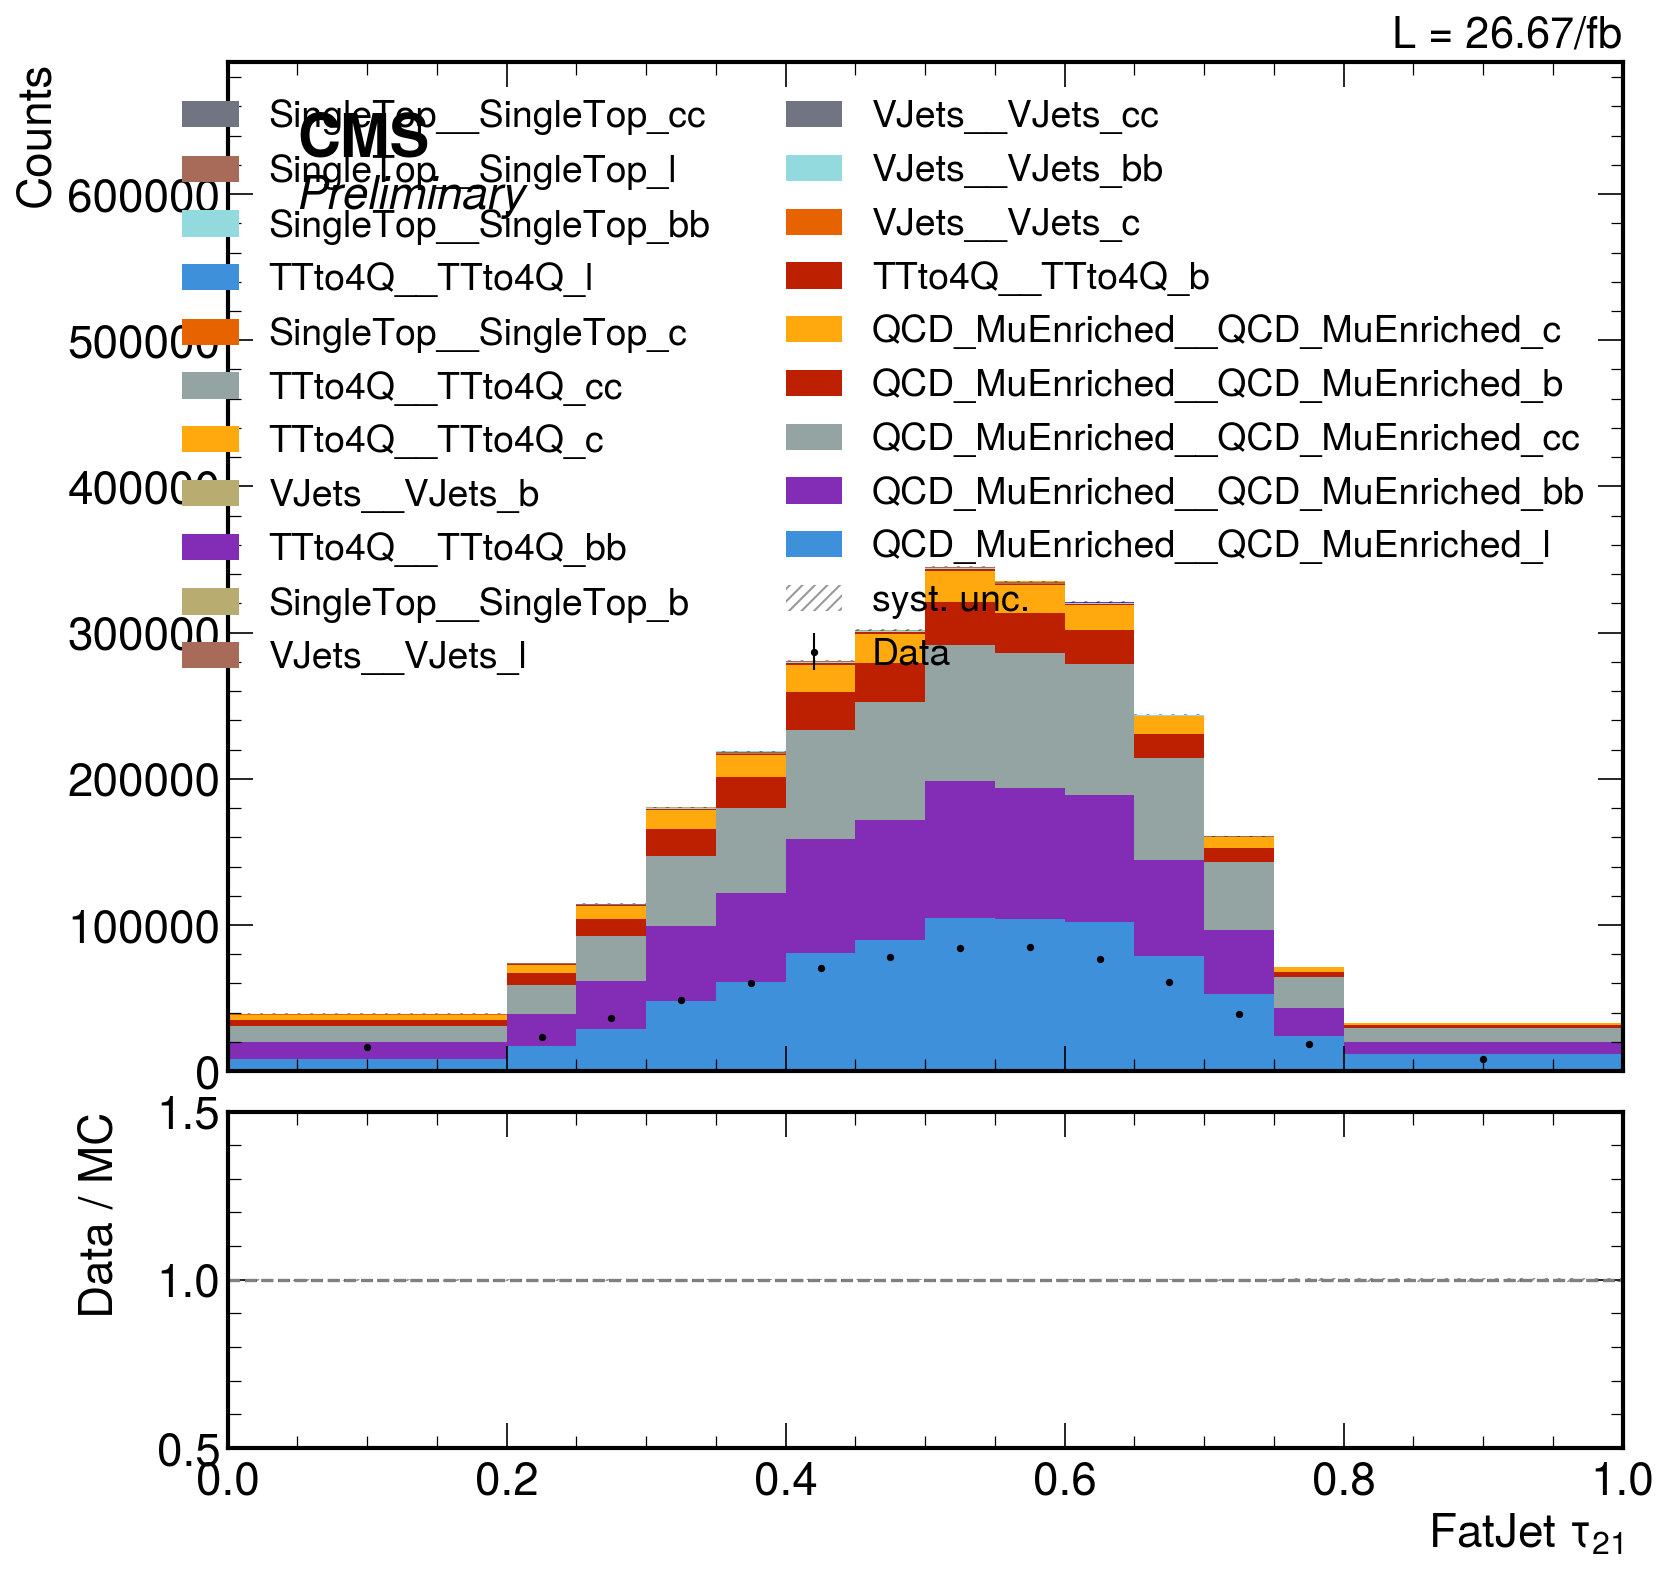 L = 26.67/fb
Counts
CMS
Preliminary
SingleTop__SingleTop_cc
SingleTop__SingleTop_l
SingleTop__SingleTop_bb
TTto4Q__TTto4Q_l
SingleTop__SingleTop_c
TTto4Q__TTto4Q_cc
TTto4Q__TTto4Q_c
VJets__VJets_b
TTto4Q__TTto4Q_bb
SingleTop__SingleTop_b
VJets__VJets_l
VJets__VJets_cc
VJets__VJets_bb
VJets__VJets_c
TTto4Q__TTto4Q_b
QCD_MuEnriched__QCD_MuEnriched_c
QCD_MuEnriched__QCD_MuEnriched_b
QCD_MuEnriched__QCD_MuEnriched_cc
QCD_MuEnriched__QCD_MuEnriched_bb
QCD_MuEnriched__QCD_MuEnriched_l
syst. unc.
Data
600000
500000
400000
300000
200000
100000
0
Data / MC
1.5
1.0
0.5
0.0 0.2 0.4 0.6 0.8 1.0
FatJet τ21